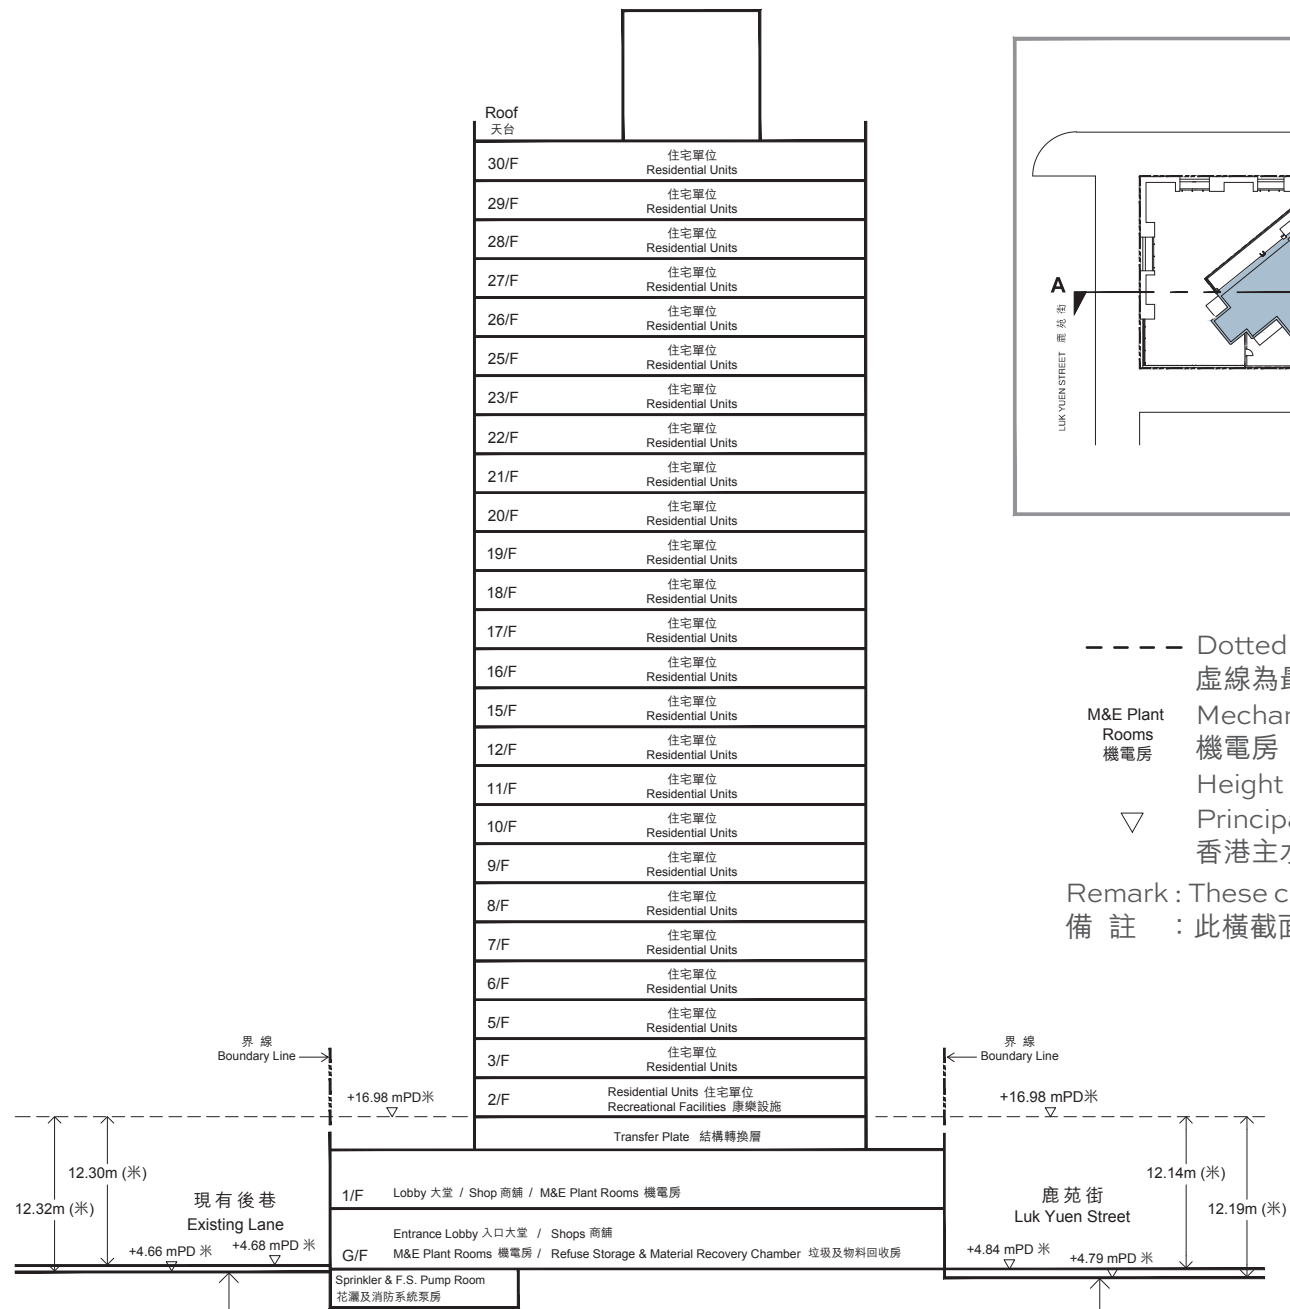 Roof
天台
30/F 住宅單位
Residential Units
29/F 住宅單位
Residential Units
28/F 住宅單位
Residential Units
27/F 住宅單位
Residential Units
26/F 住宅單位
Residential Units
25/F 住宅單位
Residential Units
23/F 住宅單位
Residential Units
22/F 住宅單位
Residential Units
21/F 住宅單位
Residential Units
20/F 住宅單位
Residential Units
19/F 住宅單位
Residential Units
18/F 住宅單位
Residential Units
17/F 住宅單位
Residential Units
16/F 住宅單位
Residential Units
15/F 住宅單位
Residential Units
12/F 住宅單位
Residential Units
11/F 住宅單位
Residential Units
10/F 住宅單位
Residential Units
9/F 住宅單位
Residential Units
8/F 住宅單位
Residential Units
7/F 住宅單位
Residential Units
6/F 住宅單位
Residential Units
5/F 住宅單位
Residential Units
3/F 住宅單位
Residential Units
2/F Residential Units 住宅單位
Recreational Facilities 康樂設施
Transfer Plate 結構轉換層
1/F Lobby 大堂 / Shop 商舖 / M&E Plant Rooms 機電房
Entrance Lobby 入口大堂 / Shops 商舖
G/F M&E Plant Rooms 機電房 / Refuse Storage & Material Recovery Chamber 垃圾及物料回收房
Sprinkler & F.S. Pump Room
花灑及消防系統泵房
界線
Boundary Line
+16.98 mPD米
12.30m (米)
12.32m (米)
現有後巷
Existing Lane
+4.66 mPD 米
+4.68 mPD 米
界線
Boundary Line
+16.98 mPD米
12.14m (米)
12.19m (米)
鹿苑街
Luk Yuen Street
+4.84 mPD 米
+4.79 mPD 米
A
LUK YUEN STREET 鹿苑街
Dotted
虛線為
M&E Plant
Rooms
機電房
Mechan
機電房
Height
Principa
香港主水
Remark : These c
備註 : 此橫截面